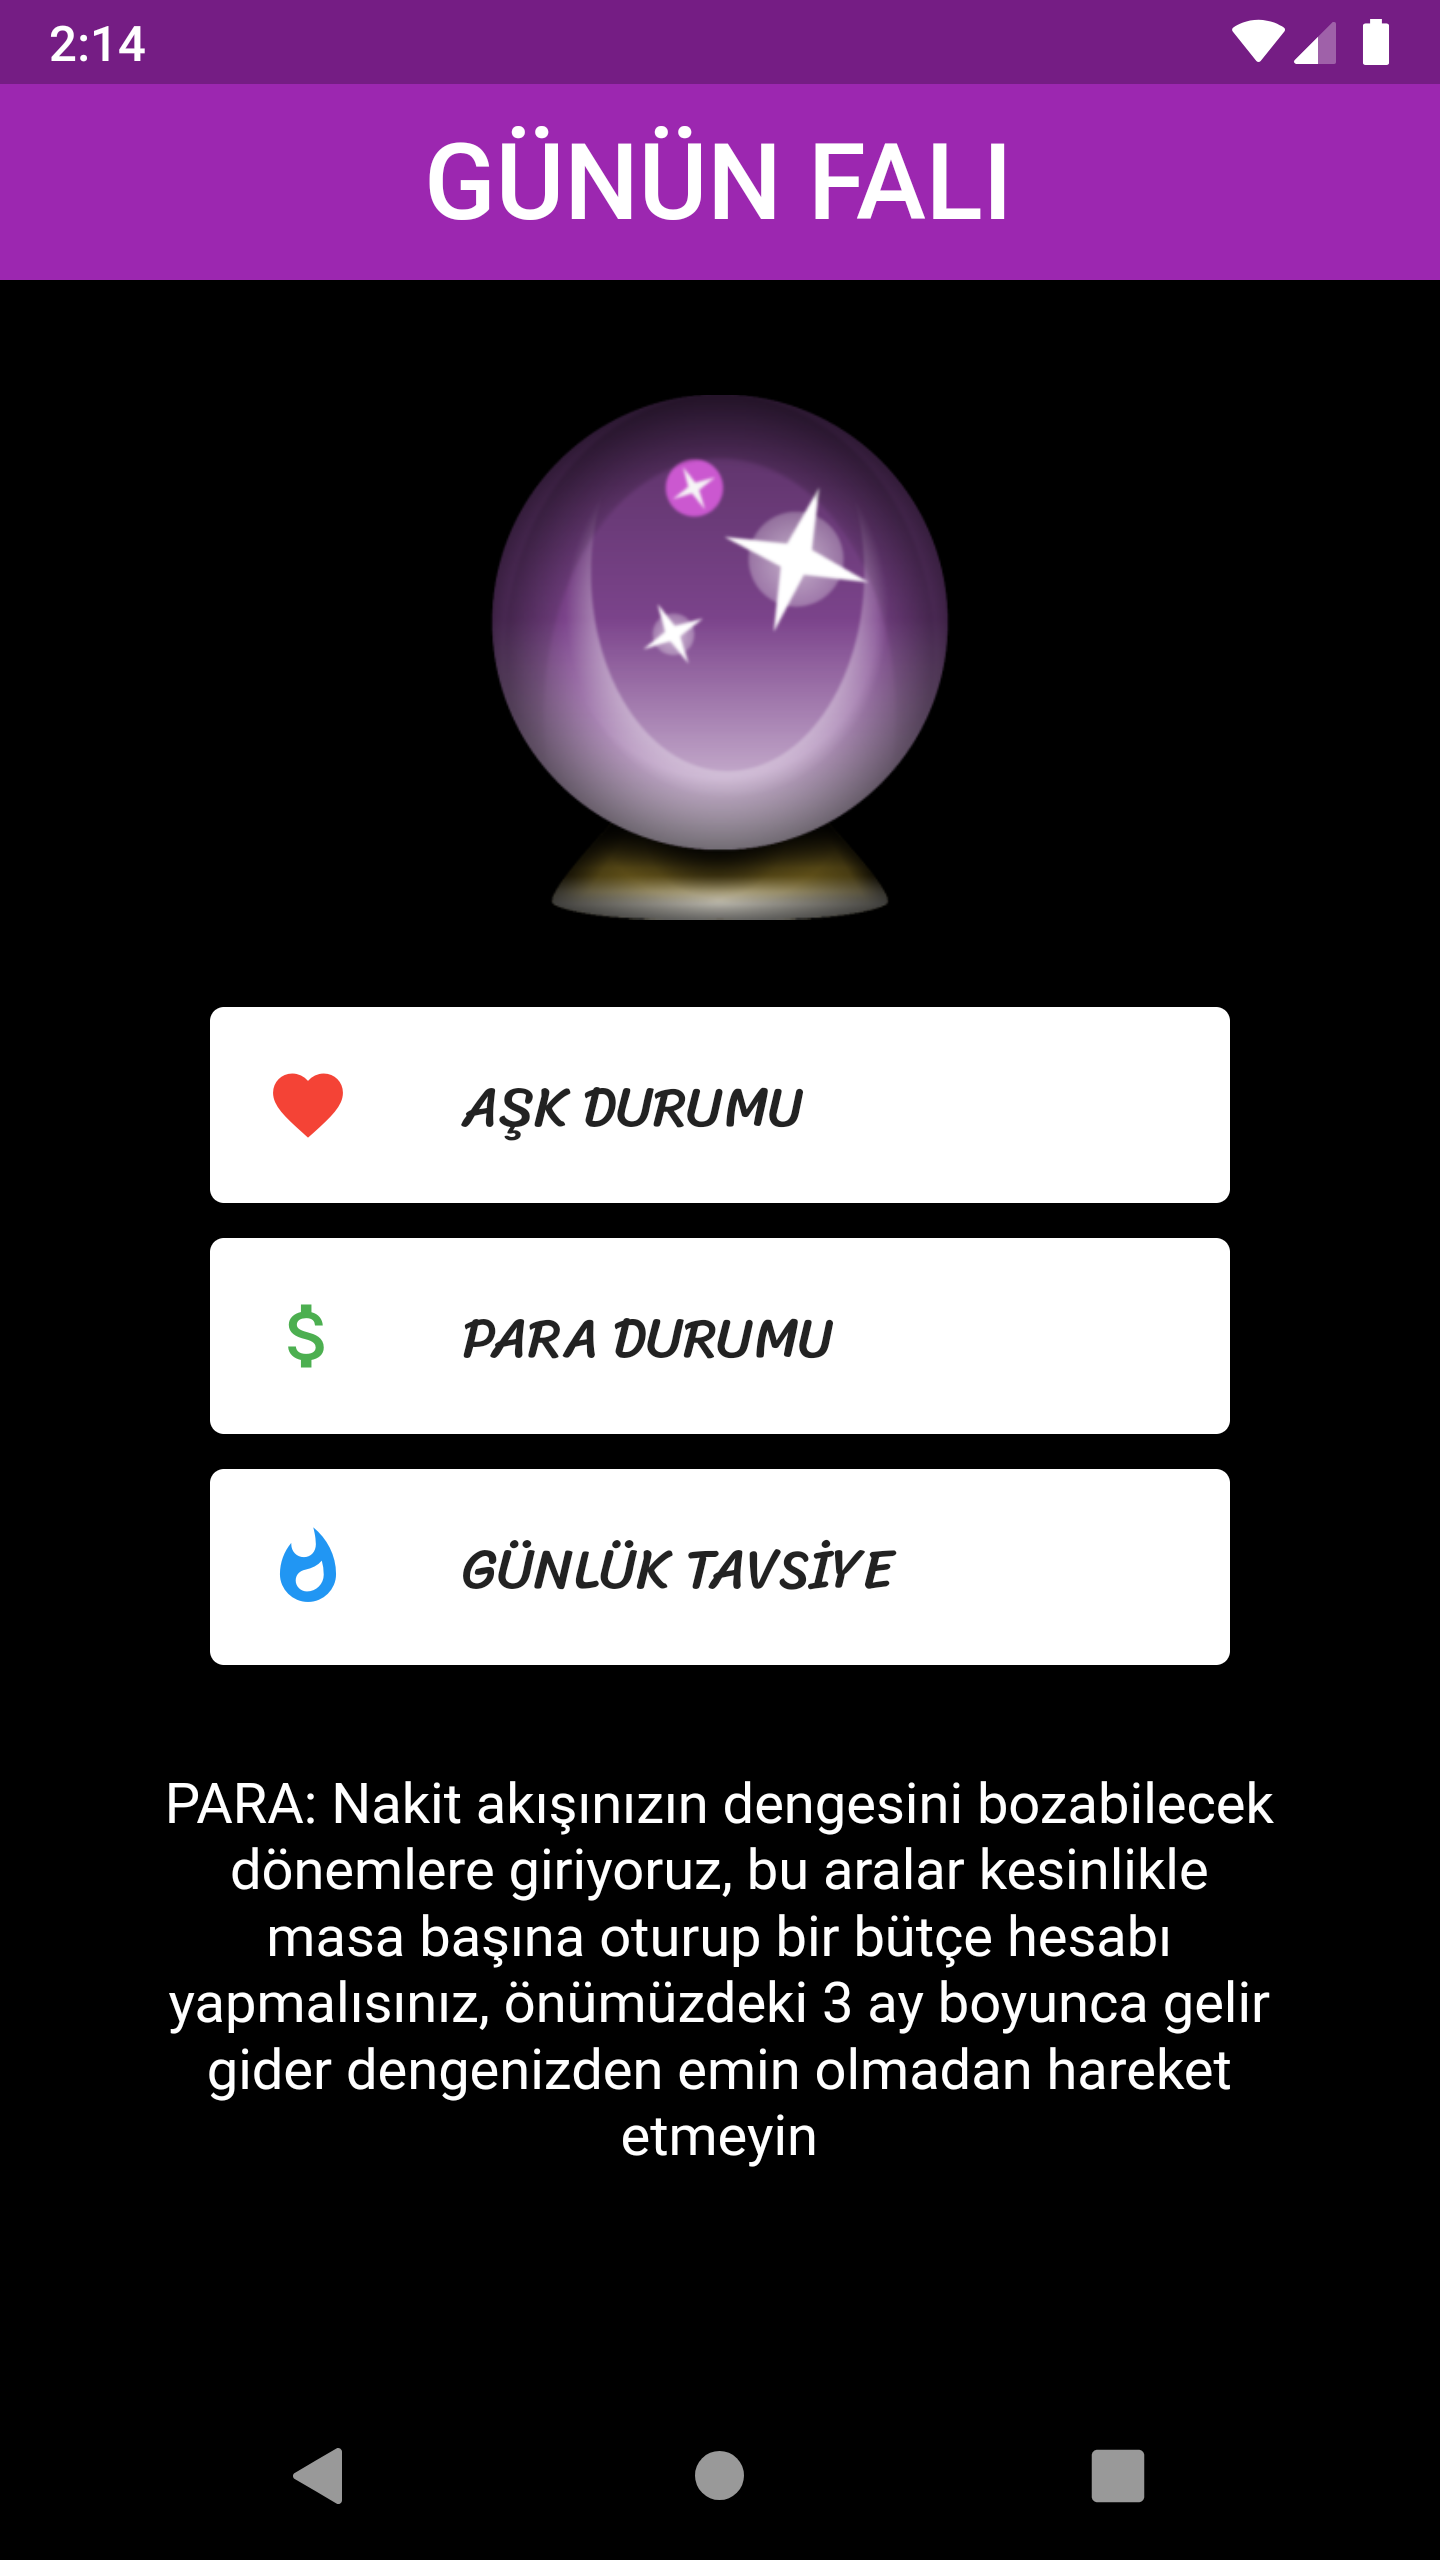 2:14
GÜNÜN FALI
AŞK DURUMU
$
PARA DURUMU
GÜNLÜK TAVSİYE
PARA: Nakit akışınızın dengesini bozabilecek
dönemlere giriyoruz, bu aralar kesinlikle
masa başına oturup bir bütçe hesabı
yapmalısınız, önümüzdeki 3 ay boyunca gelir
gider dengenizden emin olmadan hareket
etmeyin